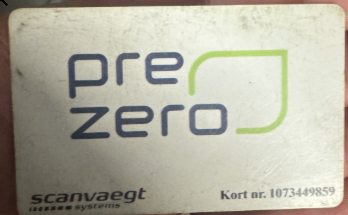 pre
zero
scanvaegt
systems
Kort nr. 1073449859